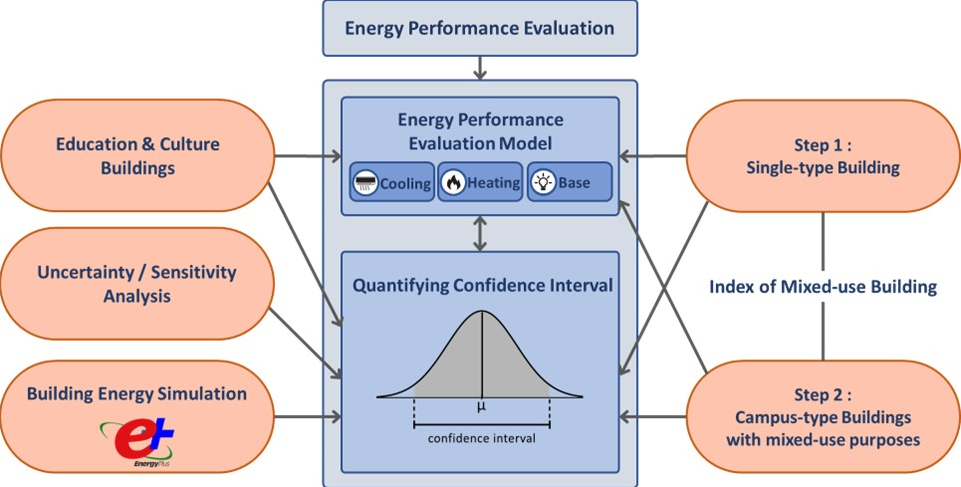 Energy Performance Evaluation
Education & Culture
Buildings
Uncertainty / Sensitivity
Analysis
Building Energy Simulation
e+
EnergyPlus
Energy Performance
Evaluation Model
Cooling
Heating
Base
Quantifying Confidence Interval
μ
confidence interval
Step 1 :
Single-type Building
Index of Mixed-use Building
Step 2 :
Campus-type Buildings
with mixed-use purposes